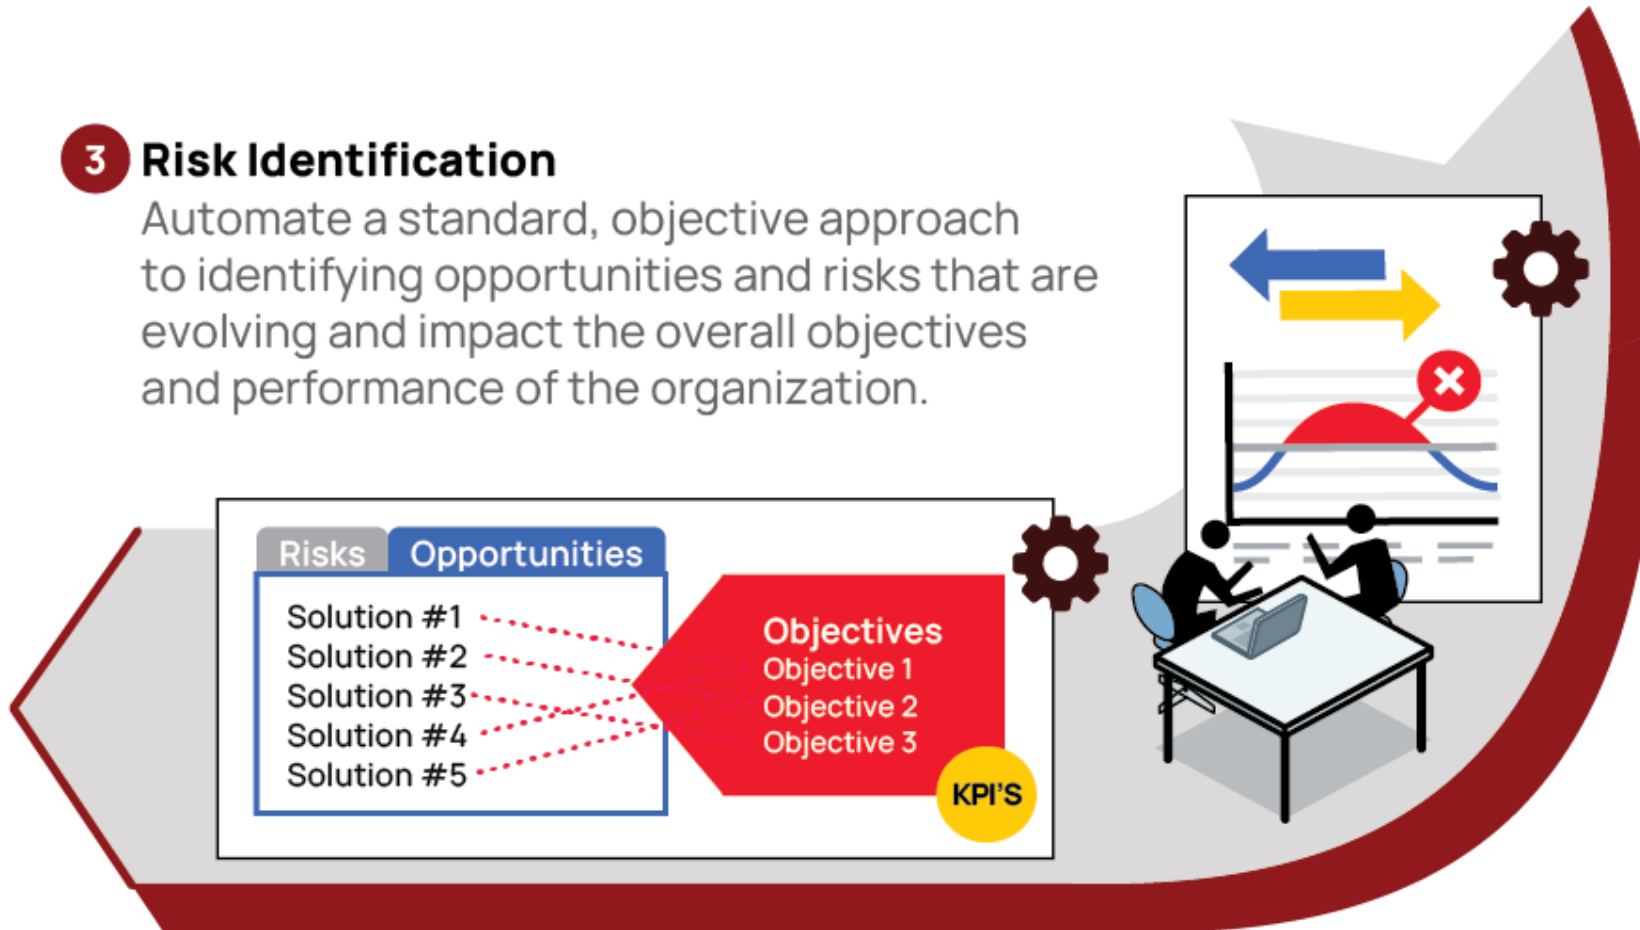 3 Risk Identification
Automate a standard, objective approach
to identifying opportunities and risks that are
evolving and impact the overall objectives
and performance of the organization.
Risks Opportunities
Solution #1
Solution #2
Solution #3
Solution #4
Solution #5
Objectives
Objective 1
Objective 2
Objective 3
KPI'S